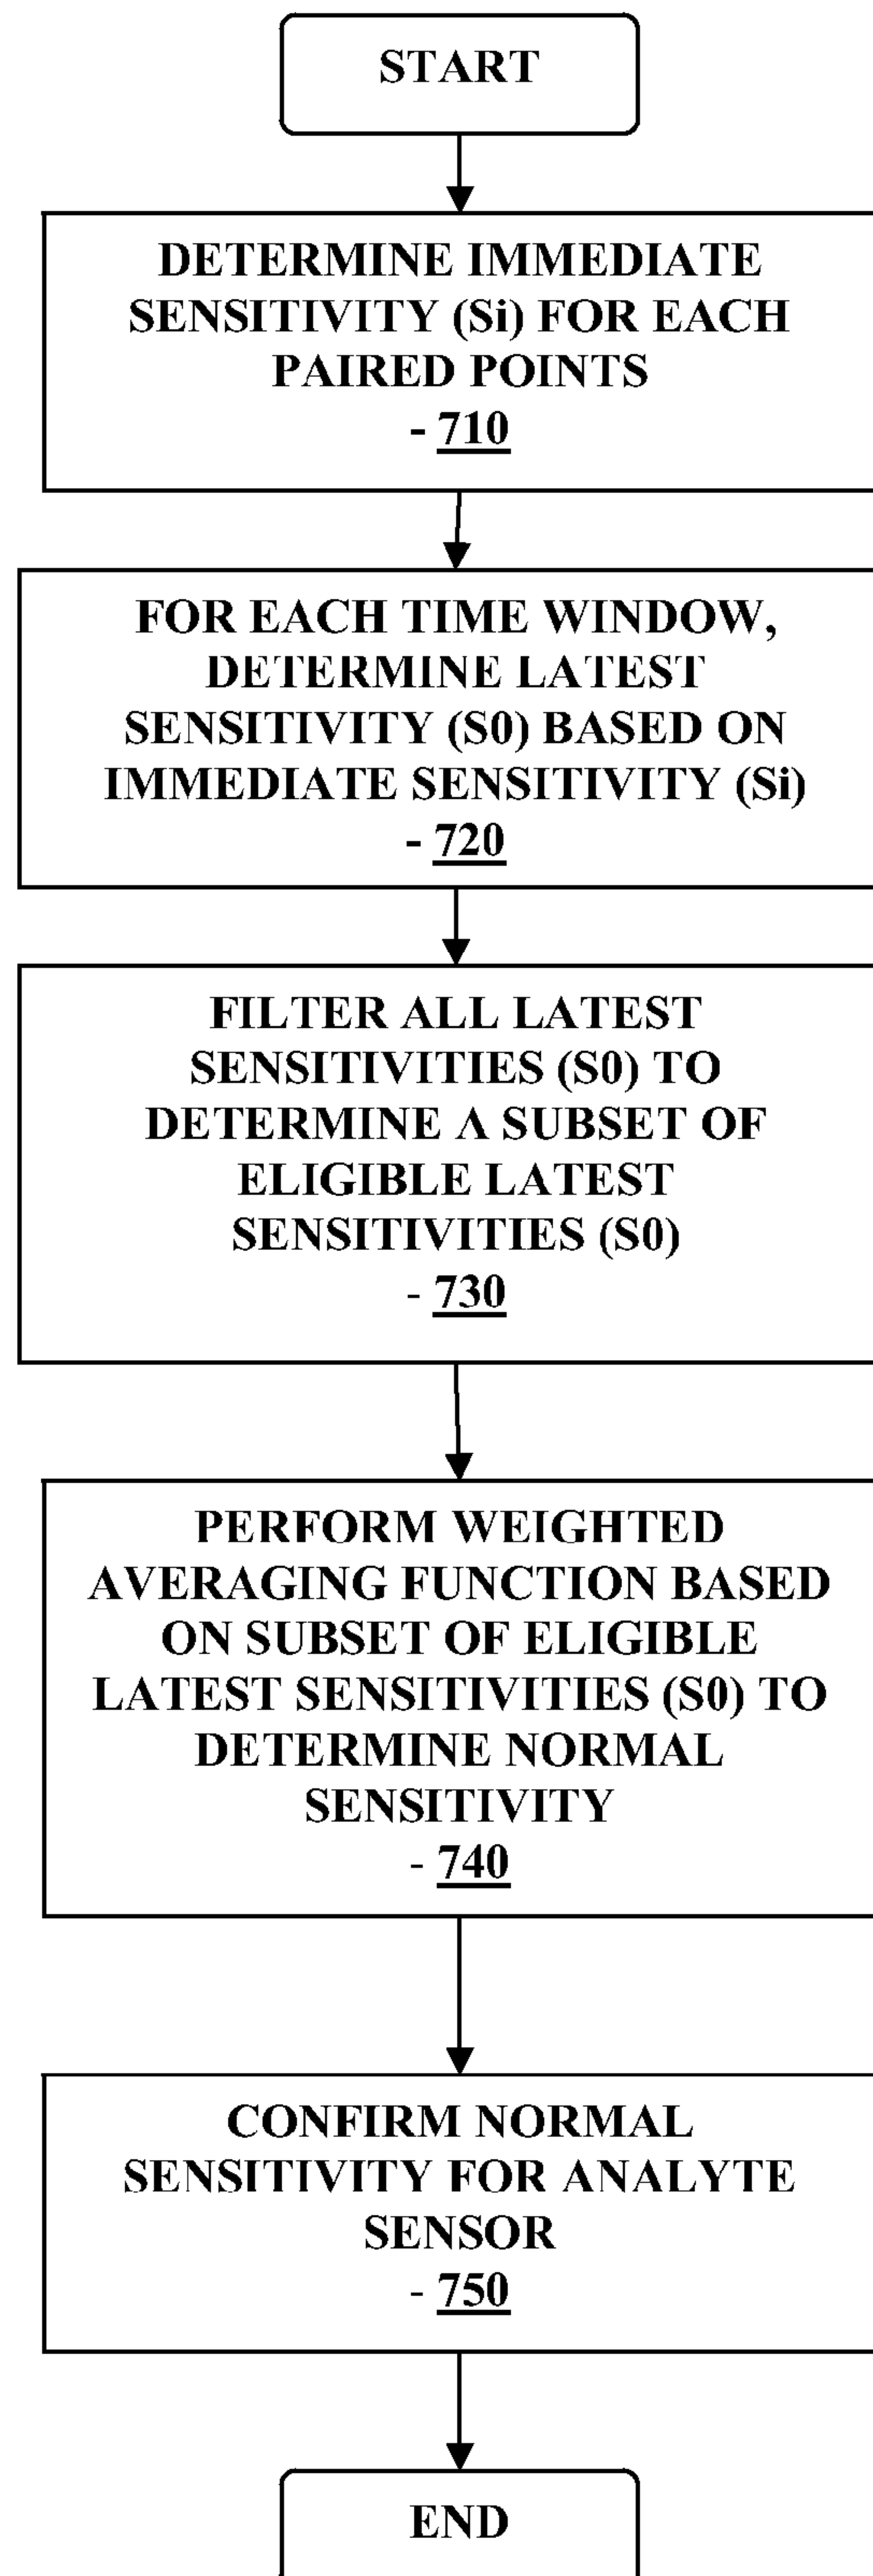 START
DETERMINE IMMEDIATE
SENSITIVITY (Si) FOR EACH
PAIRED POINTS
- 710
FOR EACH TIME WINDOW,
DETERMINE LATEST
SENSITIVITY (S0) BASED ON
IMMEDIATE SENSITIVITY (Si)
- 720
FILTER ALL LATEST
SENSITIVITIES (S0) TO
DETERMINE A SUBSET OF
ELIGIBLE LATEST
SENSITIVITIES (S0)
- 730
PERFORM WEIGHTED
AVERAGING FUNCTION BASED
ON SUBSET OF ELIGIBLE
LATEST SENSITIVITIES (S0) TO
DETERMINE NORMAL
SENSITIVITY
- 740
CONFIRM NORMAL
SENSITIVITY FOR ANALYTE
SENSOR
- 750
END